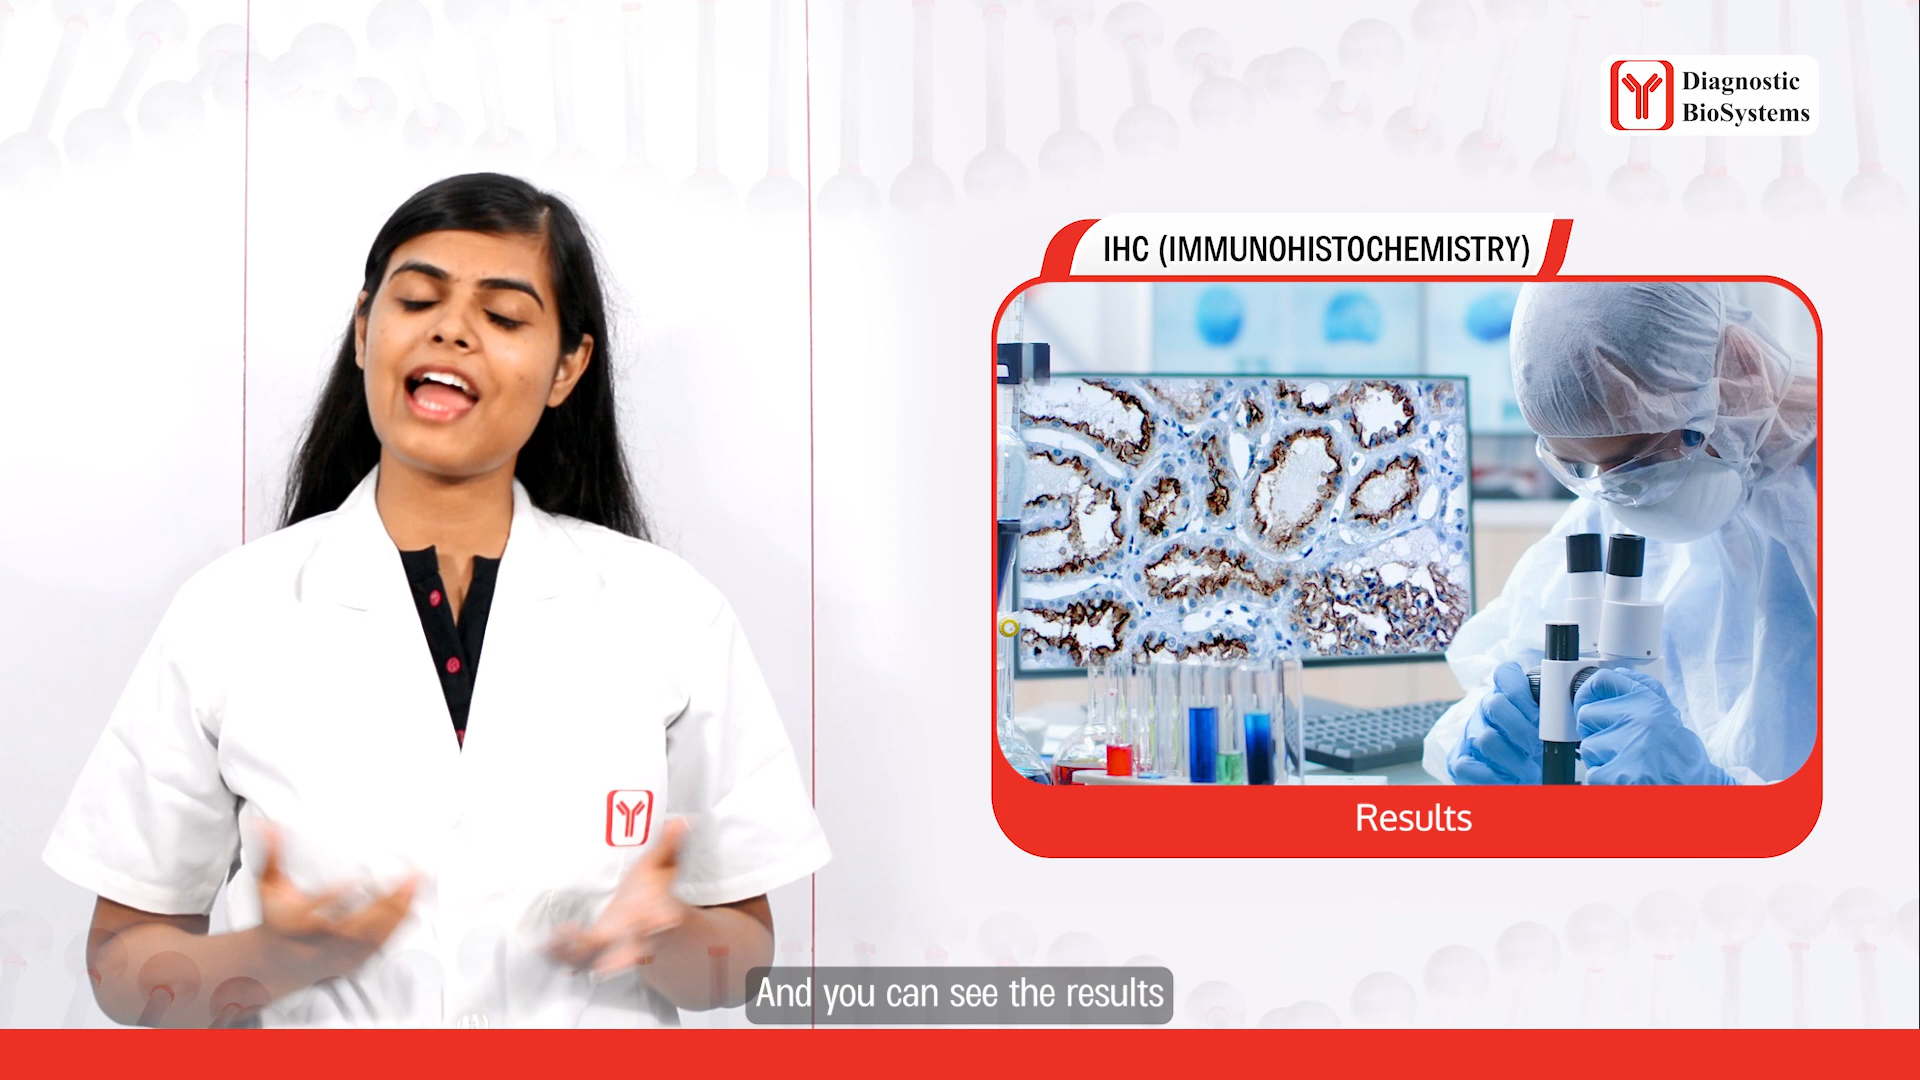 Diagnostic
BioSystems
IHC (IMMUNOHISTOCHEMISTRY)
Results
And you can see the results